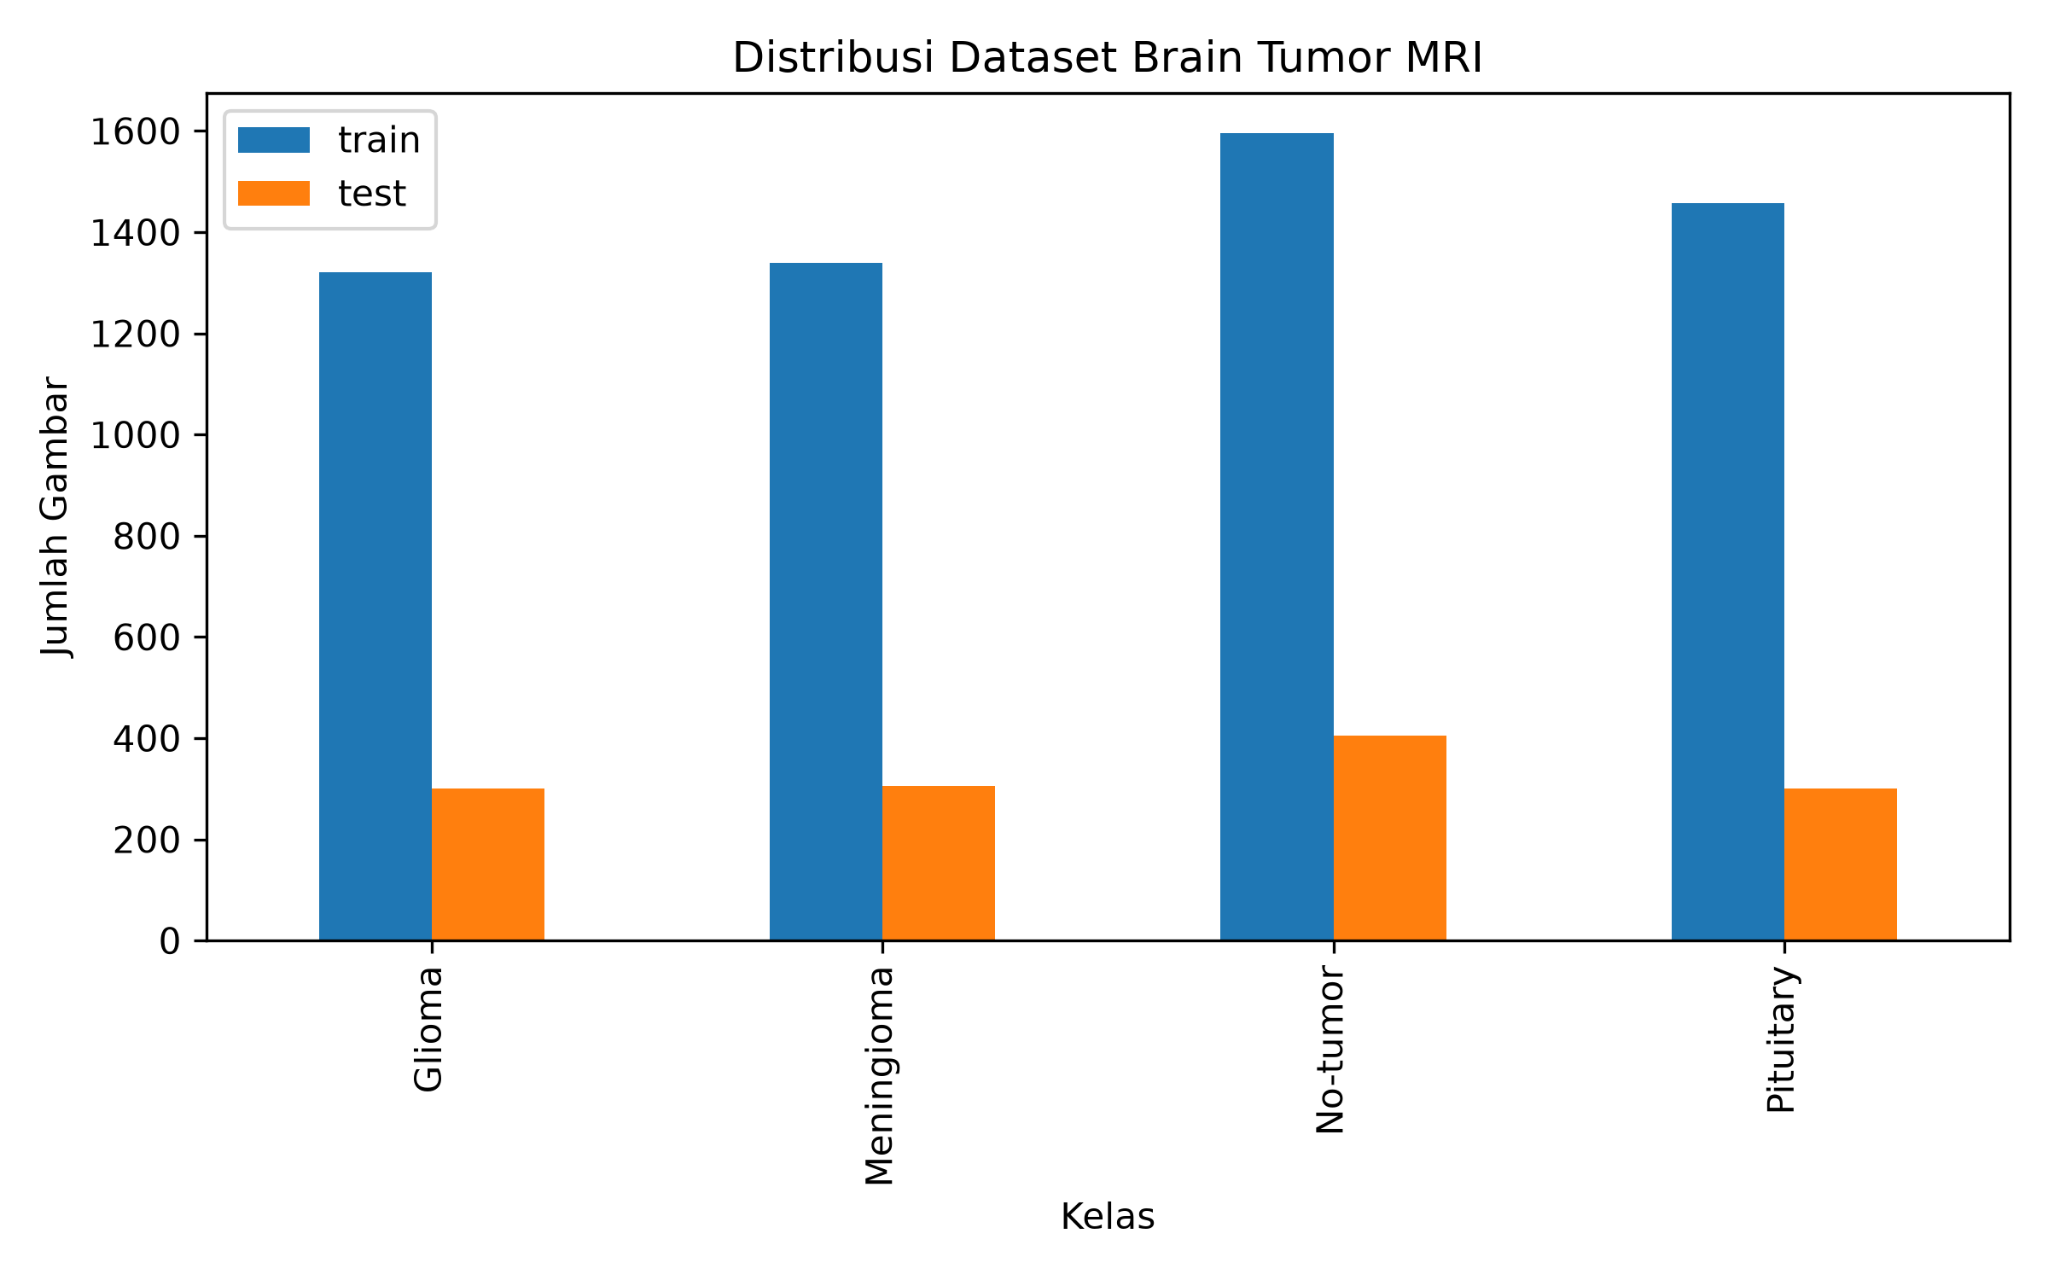 Distribusi Dataset Brain Tumor MRI
train
test
1600
1400
1200
1000
800
600
400
200
0
Jumlah Gambar
Glioma
Meningioma
No-tumor
Pituitary
Kelas